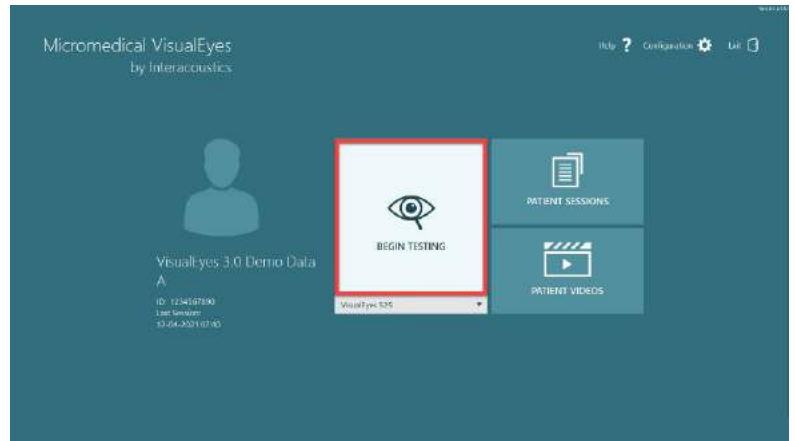 Micromedical VisualEyes
by Interacoustics
Help ? Configuration Exit
BEGIN TESTING
PATIENT SESSIONS
PATIENT VIDEOS
VisualEyes 525
VisualEyes 3.0 Demo Data
A
ID: 1234567890
Last Session: